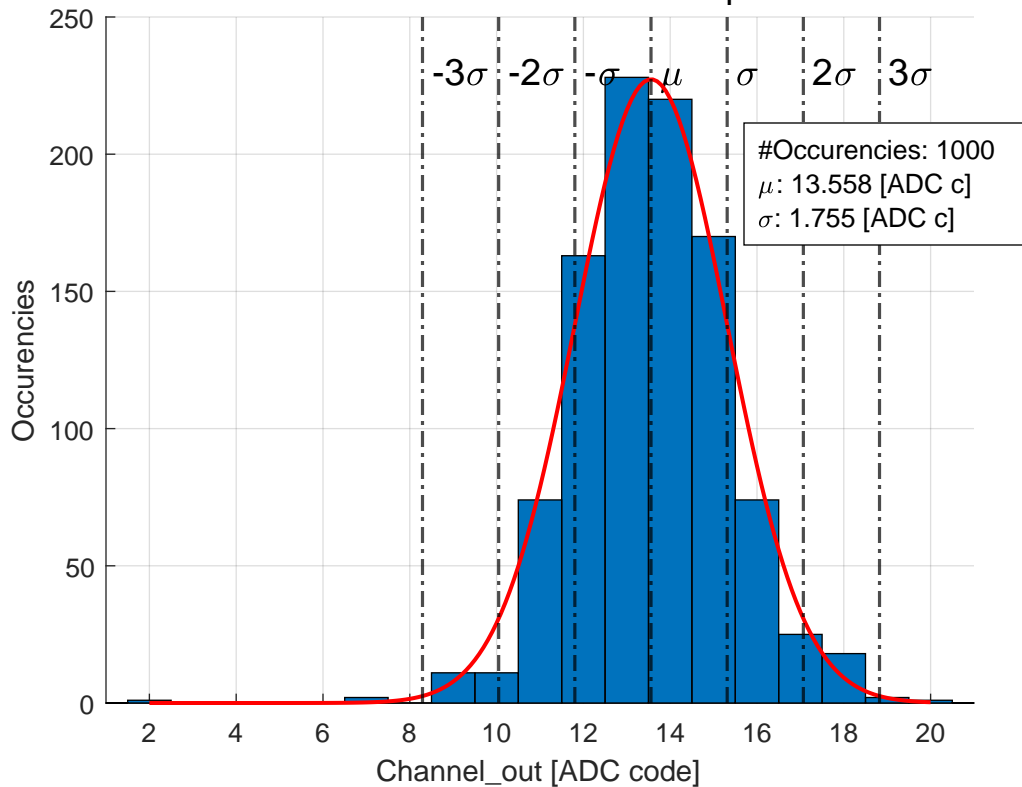 250
200
150
100
50
0
Occurencies
-3σ -2σ -σ μ σ 2σ 3σ
#Occurencies: 1000
μ: 13.558 [ADC c]
σ: 1.755 [ADC c]
2 4 6 8 10 12 14 16 18 20
Channel_out [ADC code]